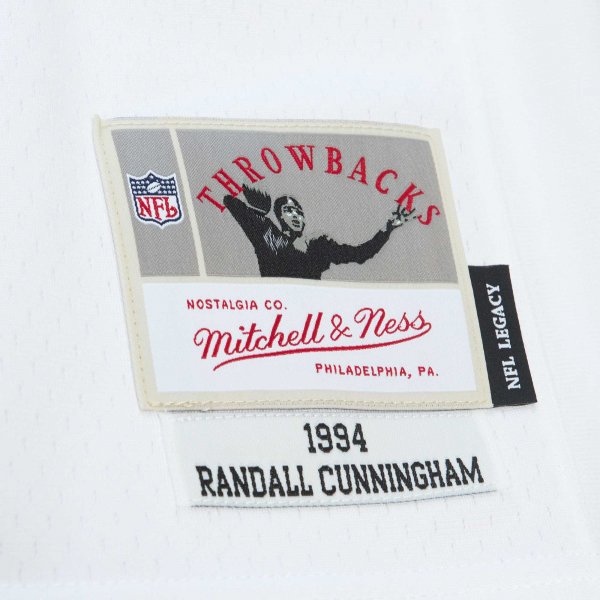 THROWBACKS
NFL
NOSTALGIA CO.
Mitchell & Ness
PHILADELPHIA, PA.
NFL LEGACY
1994
RANDALL CUNNINGHAM